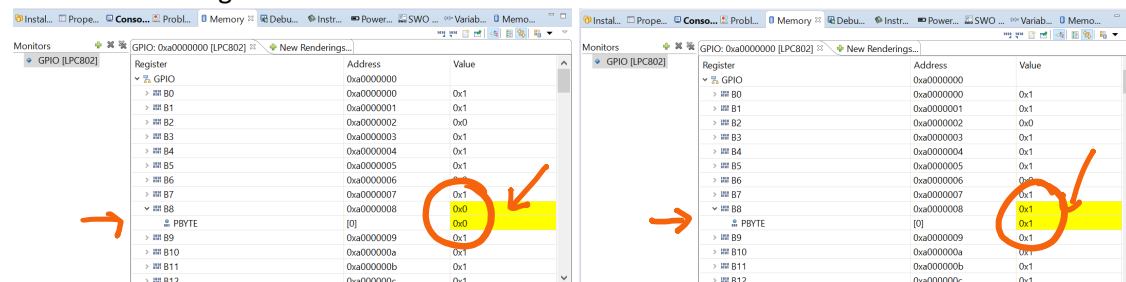 Instal... Prope... Conso... Probl... Memory Debu... Instr... Power... SWO ... Variab... Memo...
Monitors
GPIO [LPC802]
GPIO: 0xa0000000 [LPC802] New Renderings...
Register Address Value
GPIO 0xa0000000
B0 0xa0000000 0x1
B1 0xa0000001 0x1
B2 0xa0000002 0x0
B3 0xa0000003 0x1
B4 0xa0000004 0x1
B5 0xa0000005 0x1
B6 0xa0000006
B7 0xa0000007 0x1
B8 0xa0000008 0x0
PBYTE [0] 0x0
B9 0xa0000009 0x1
B10 0xa000000a 0x1
B11 0xa000000b 0x1
B12 0xa000000c 0x1
Instal... Prope... Conso... Probl... Memory Debu... Instr... Power... SWO ... Variab... Memo...
Monitors
GPIO [LPC802]
GPIO: 0xa0000000 [LPC802] New Renderings...
Register Address Value
GPIO 0xa0000000
B0 0xa0000000 0x1
B1 0xa0000001 0x1
B2 0xa0000002 0x0
B3 0xa0000003 0x1
B4 0xa0000004 0x1
B5 0xa0000005 0x1
B6 0xa0000006
B7 0xa0000007 0x1
B8 0xa0000008 0x1
PBYTE [0] 0x1
B9 0xa0000009 0x1
B10 0xa000000a 0x1
B11 0xa000000b 0x1
B12 0xa000000c 0x1